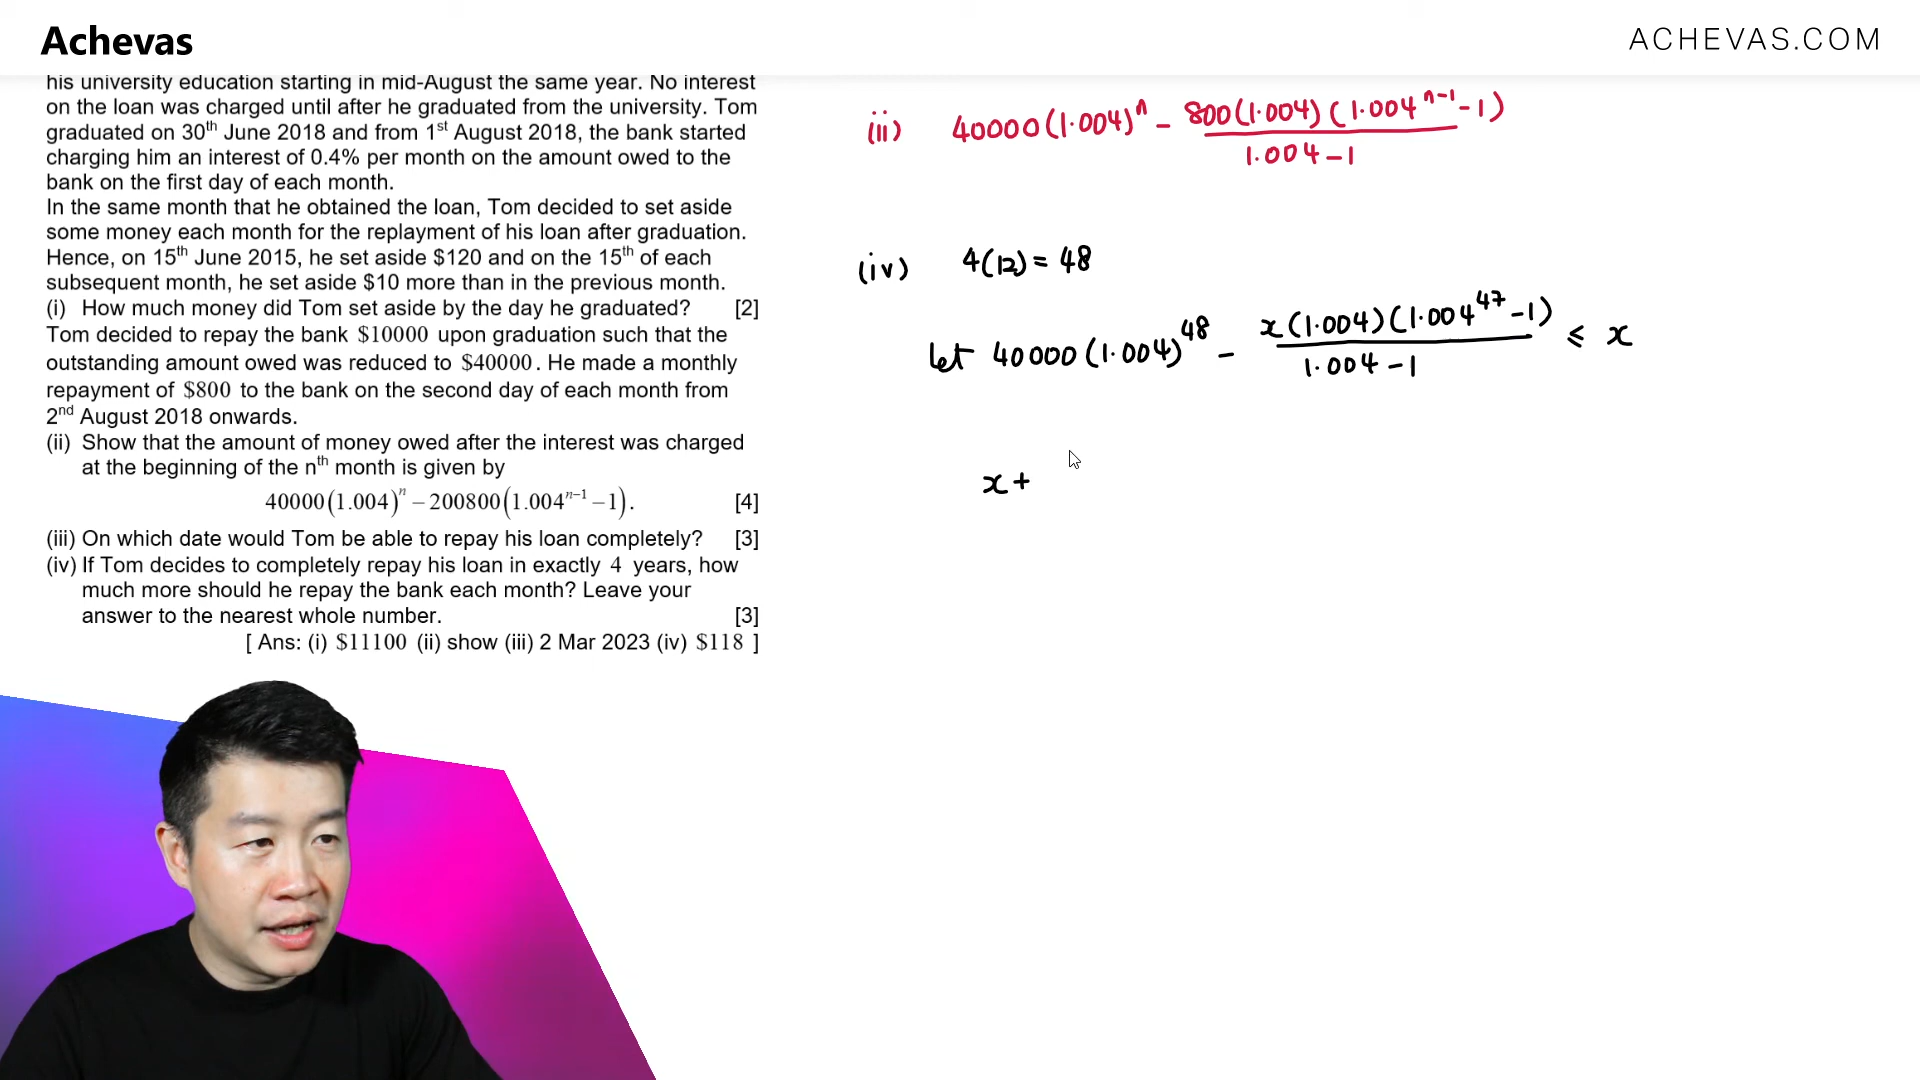 Achevas
ACHEVAS.COM
his university education starting in mid-August the same year. No interest
on the loan was charged until after he graduated from the university. Tom
graduated on 30th June 2018 and from 1st August 2018, the bank started
charging him an interest of 0.4% per month on the amount owed to the
bank on the first day of each month.
In the same month that he obtained the loan, Tom decided to set aside
some money each month for the replayment of his loan after graduation.
Hence, on 15th June 2015, he set aside $120 and on the 15th of each
subsequent month, he set aside $10 more than in the previous month.
(i) How much money did Tom set aside by the day he graduated? [2]
Tom decided to repay the bank $10000 upon graduation such that the
outstanding amount owed was reduced to $40000. He made a monthly
repayment of $800 to the bank on the second day of each month from
2nd August 2018 onwards.
(ii) Show that the amount of money owed after the interest was charged
at the beginning of the nth month is given by
40000(1.004)^n − 200800(1.004^(n−1) − 1). [4]
(iii) On which date would Tom be able to repay his loan completely? [3]
(iv) If Tom decides to completely repay his loan in exactly 4 years, how
much more should he repay the bank each month? Leave your
answer to the nearest whole number. [3]
[ Ans: (i) $11100 (ii) show (iii) 2 Mar 2023 (iv) $118 ]
(ii) 40000(1.004)^n − 800(1.004)(1.004^(n−1) − 1)
1.004 − 1
(iv) 4(12) = 48
let 40000(1.004)^48 − x(1.004)(1.004^47 − 1) ≤ x
1.004 − 1
x +